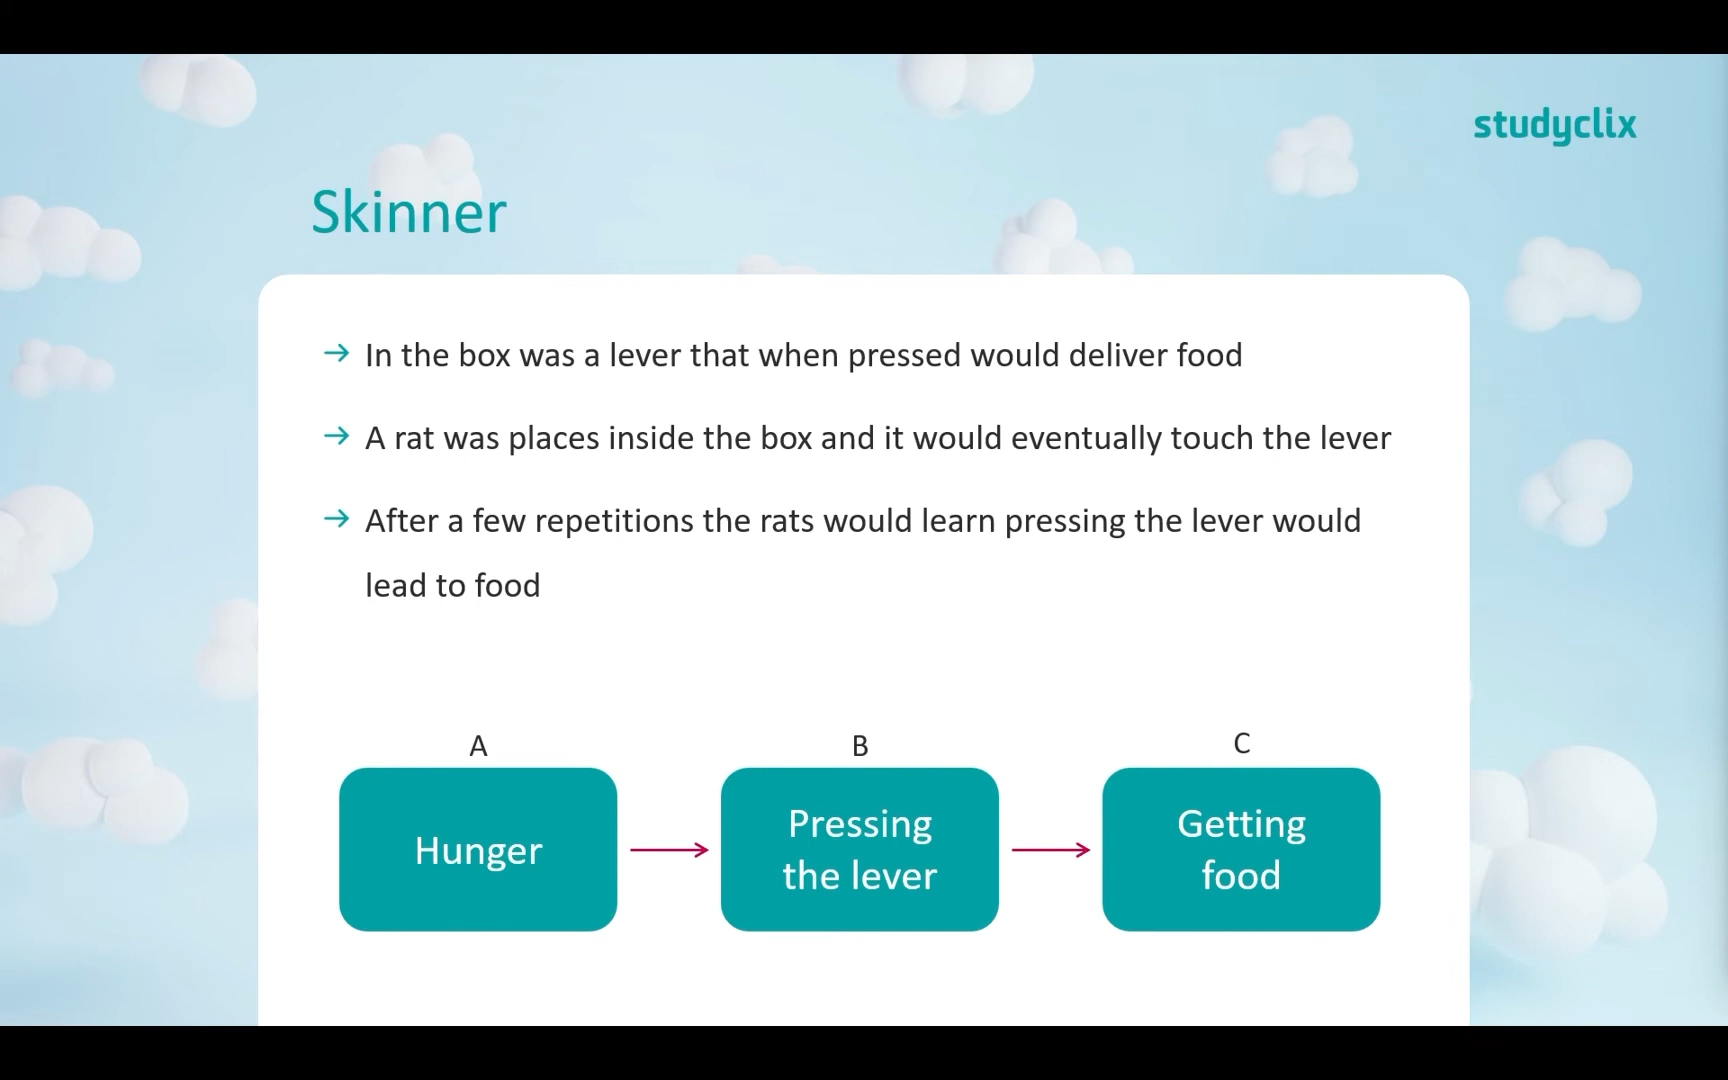 studyclix
Skinner
→ In the box was a lever that when pressed would deliver food
→ A rat was places inside the box and it would eventually touch the lever
→ After a few repetitions the rats would learn pressing the lever would
lead to food
A
B
C
Hunger
Pressing
the lever
Getting
food